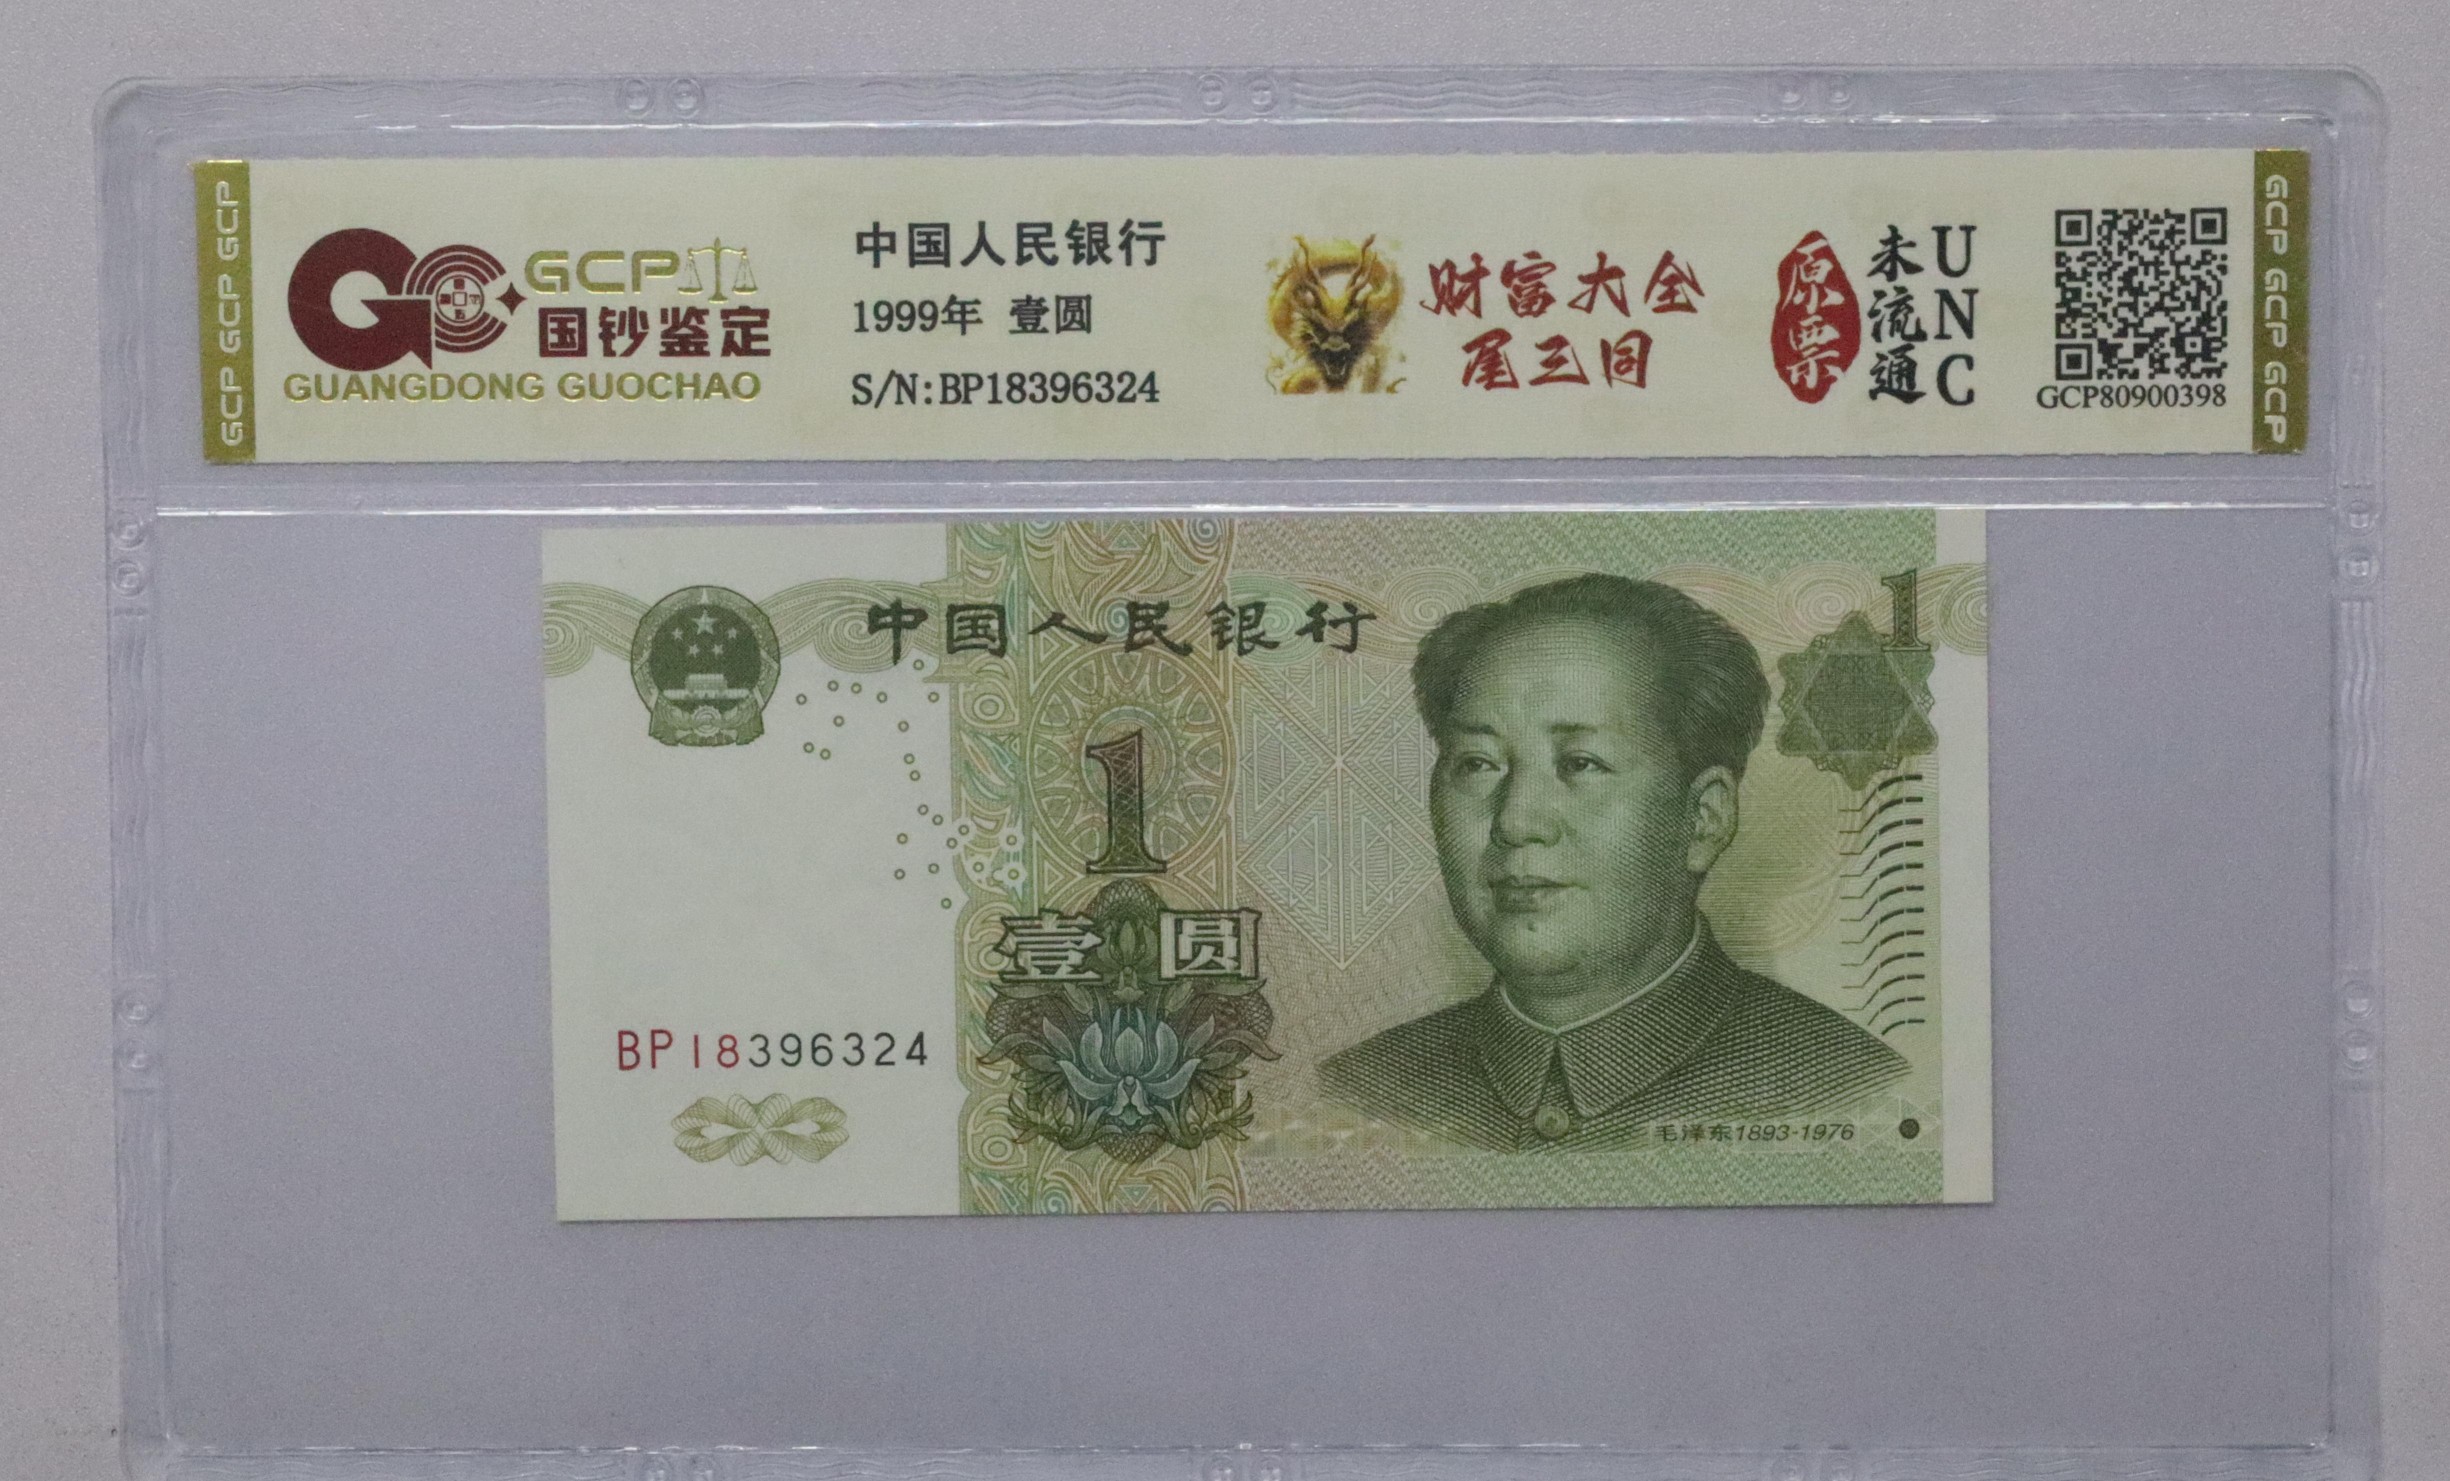 GCP GCP GCP
GCP
国钞鉴定
GUANGDONG GUOCHAO
中国人民银行
1999年 壹圆
S/N:BP18396324
财富大全
尾三同
原票
未流通
UNC
GCP80900398
GCP GCP GCP
中国人民银行
1
1
壹圆
BP18396324
毛泽东1893-1976